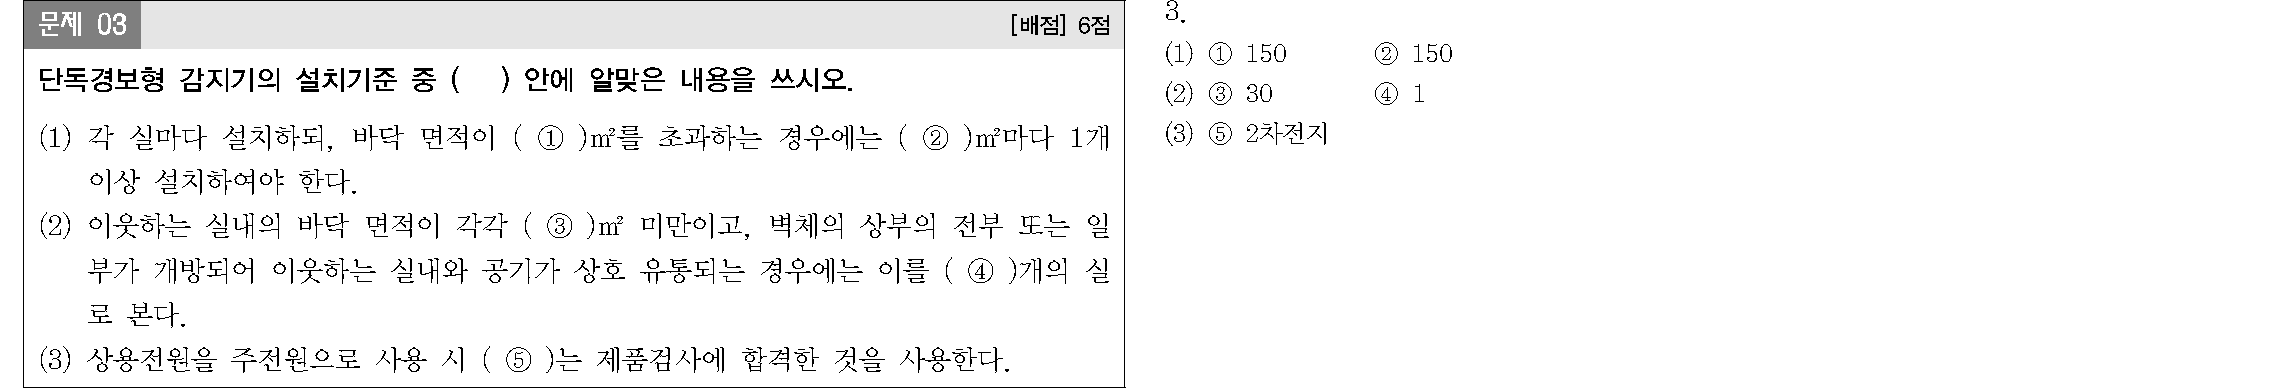 문제 03 [배점] 6점
단독경보형 감지기의 설치기준 중 (   ) 안에 알맞은 내용을 쓰시오.
(1) 각 실마다 설치하되, 바닥 면적이 ( ① )㎡를 초과하는 경우에는 ( ② )㎡마다 1개
이상 설치하여야 한다.
(2) 이웃하는 실내의 바닥 면적이 각각 ( ③ )㎡ 미만이고, 벽체의 상부의 전부 또는 일
부가 개방되어 이웃하는 실내와 공기가 상호 유통되는 경우에는 이를 ( ④ )개의 실
로 본다.
(3) 상용전원을 주전원으로 사용 시 ( ⑤ )는 제품검사에 합격한 것을 사용한다.
3.
(1) ① 150 ② 150
(2) ③ 30 ④ 1
(3) ⑤ 2차전지